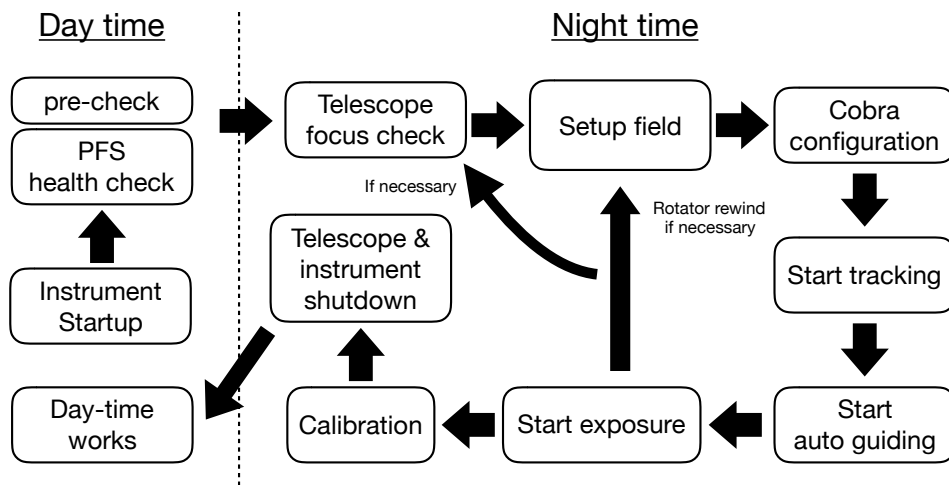 Day time
Night time
pre-check
PFS
health check
Instrument
Startup
Day-time
works
Telescope
focus check
Setup field
Cobra
configuration
If necessary
Rotator rewind
if necessary
Telescope &
instrument
shutdown
Start tracking
Calibration
Start exposure
Start
auto guiding